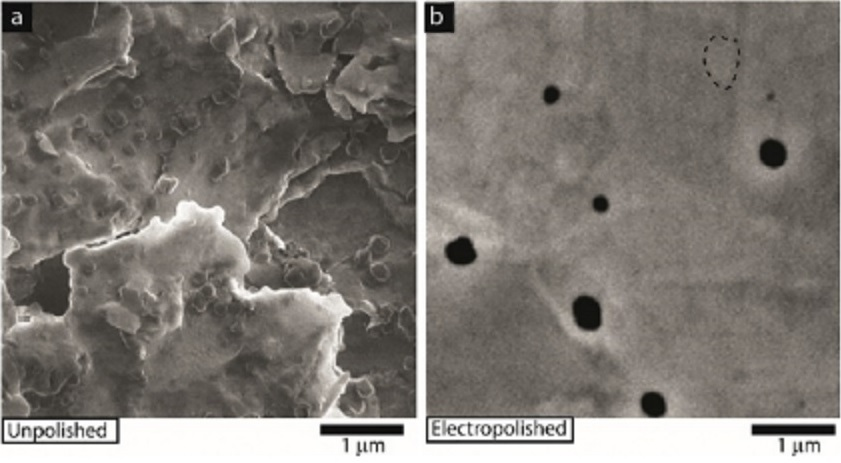 a
b
Unpolished
1 μm
Electropolished
1 μm